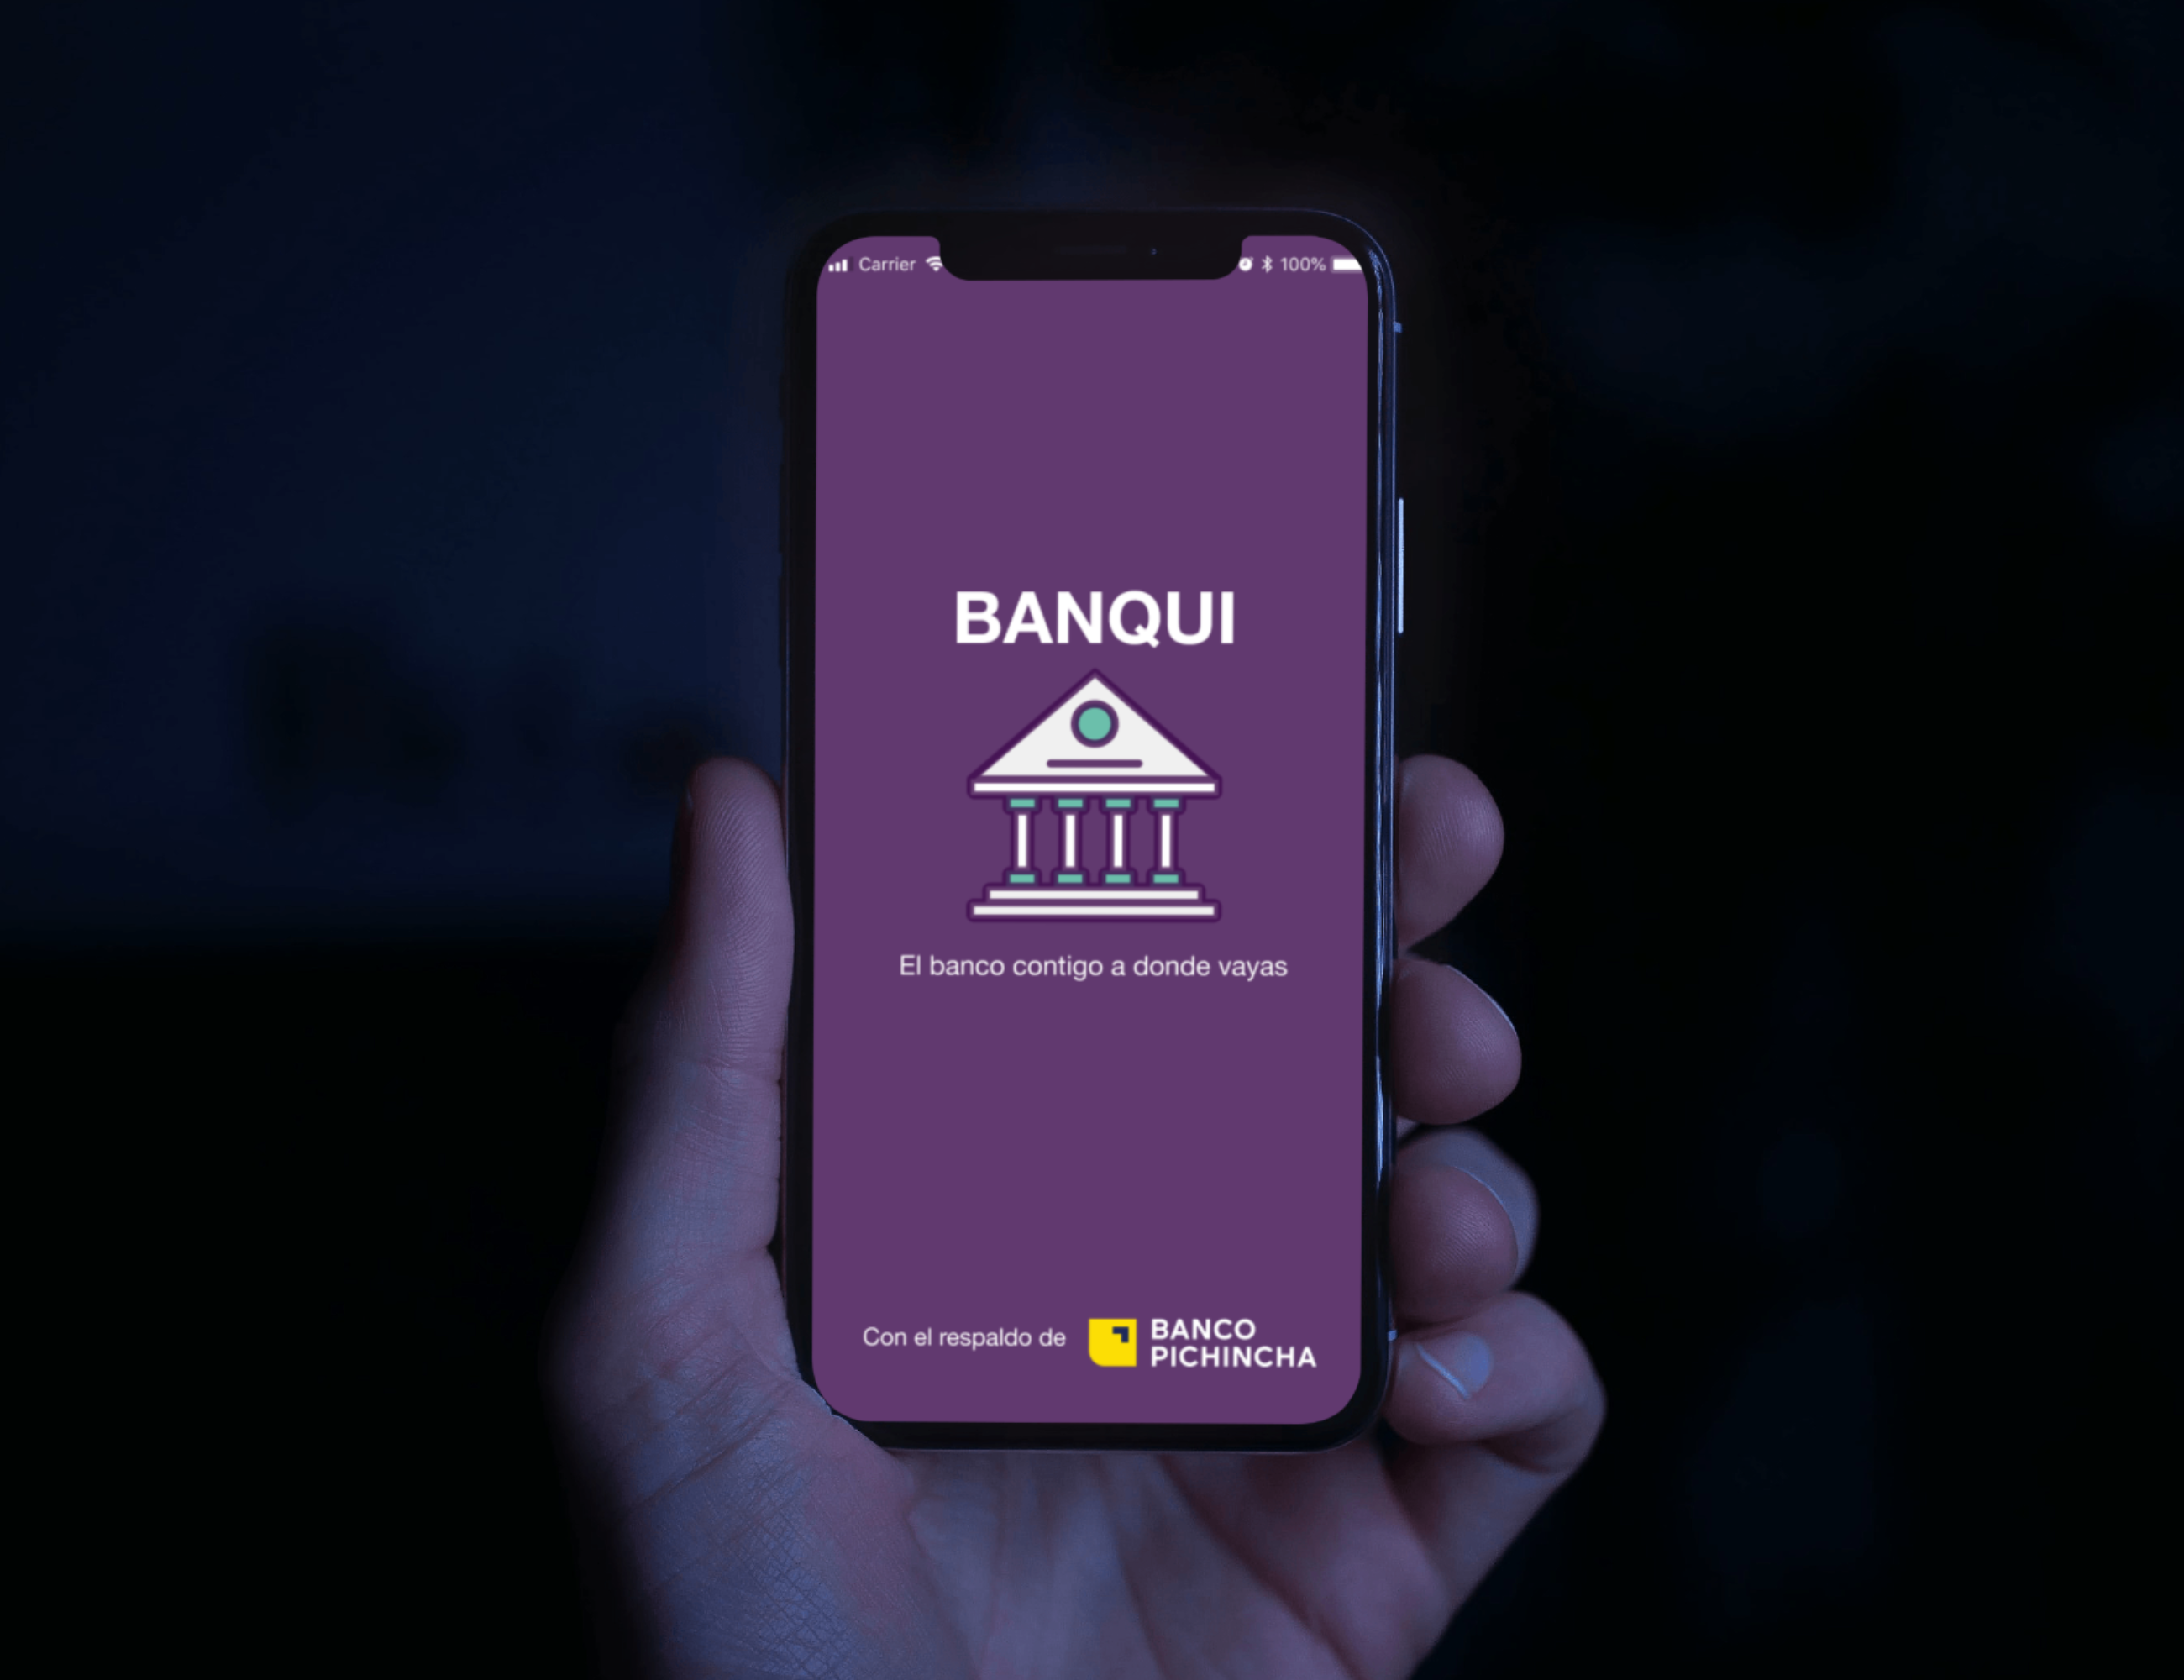 Carrier 100%
BANQUI
El banco contigo a donde vayas
Con el respaldo de BANCO
PICHINCHA